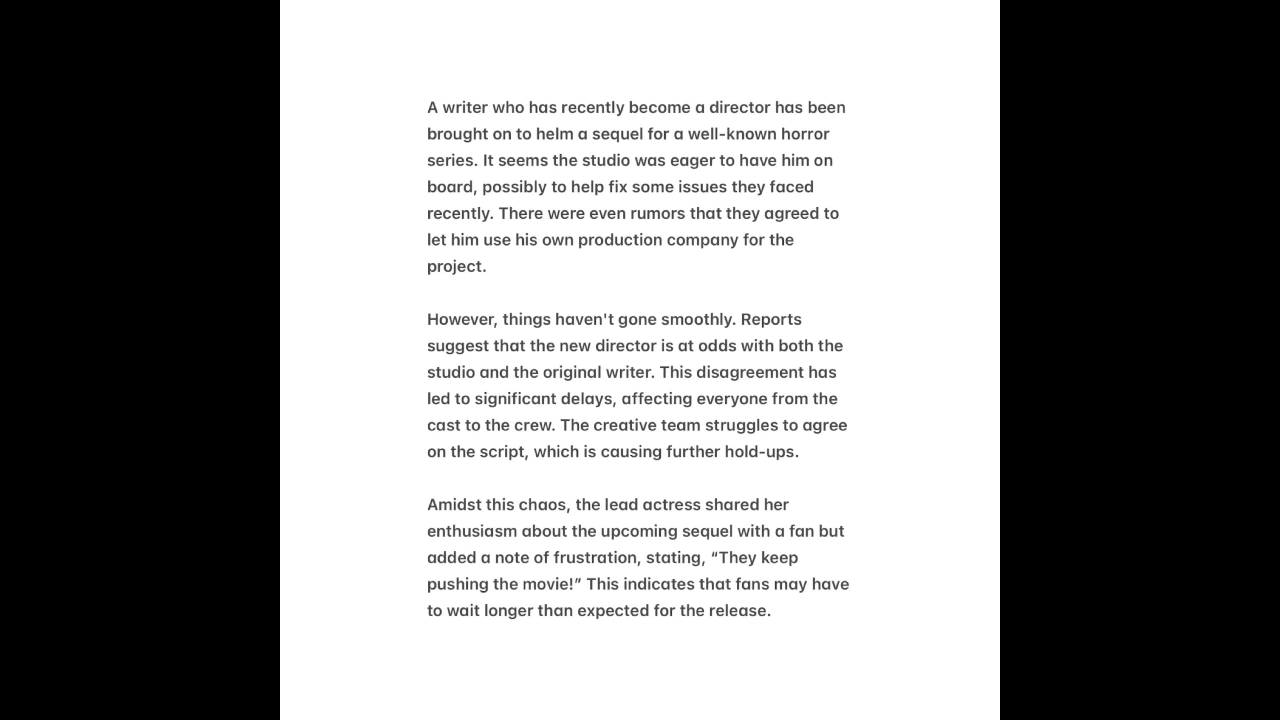 A writer who has recently become a director has been
brought on to helm a sequel for a well-known horror
series. It seems the studio was eager to have him on
board, possibly to help fix some issues they faced
recently. There were even rumors that they agreed to
let him use his own production company for the
project.
However, things haven't gone smoothly. Reports
suggest that the new director is at odds with both the
studio and the original writer. This disagreement has
led to significant delays, affecting everyone from the
cast to the crew. The creative team struggles to agree
on the script, which is causing further hold-ups.
Amidst this chaos, the lead actress shared her
enthusiasm about the upcoming sequel with a fan but
added a note of frustration, stating, “They keep
pushing the movie!” This indicates that fans may have
to wait longer than expected for the release.